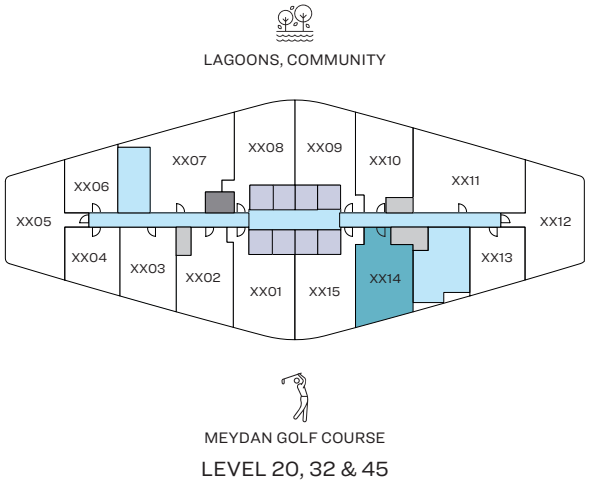 LAGOONS, COMMUNITY
XX08 XX09
XX07 XX10
XX06 XX11
XX05 XX12
XX04 XX03 XX02 XX14 XX13
XX01 XX15
MEYDAN GOLF COURSE
LEVEL 20, 32 & 45